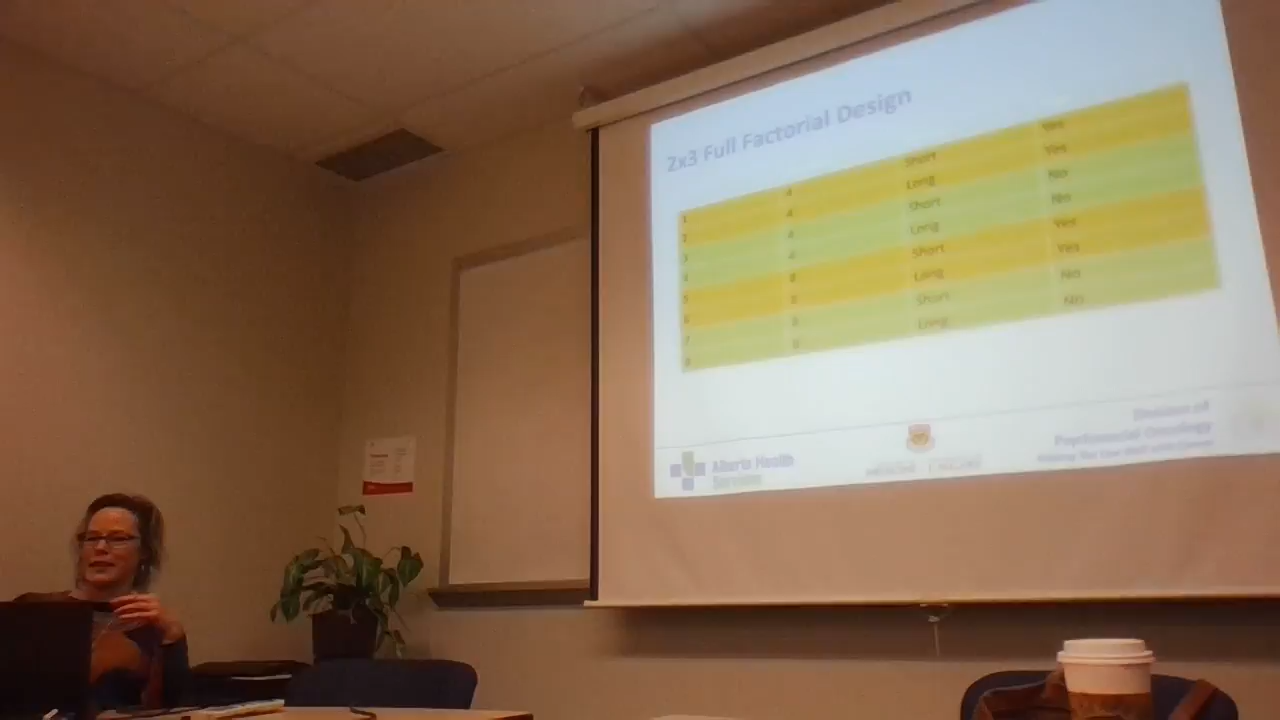 2x3 Full Factorial Design
1 4 Short Yes
2 4 Long Yes
3 4 Short No
4 4 Long No
5 8 Short Yes
6 8 Long Yes
7 8 Short No
8 8 Long No
Alberta Health
Services
Division of
Psychosocial Oncology